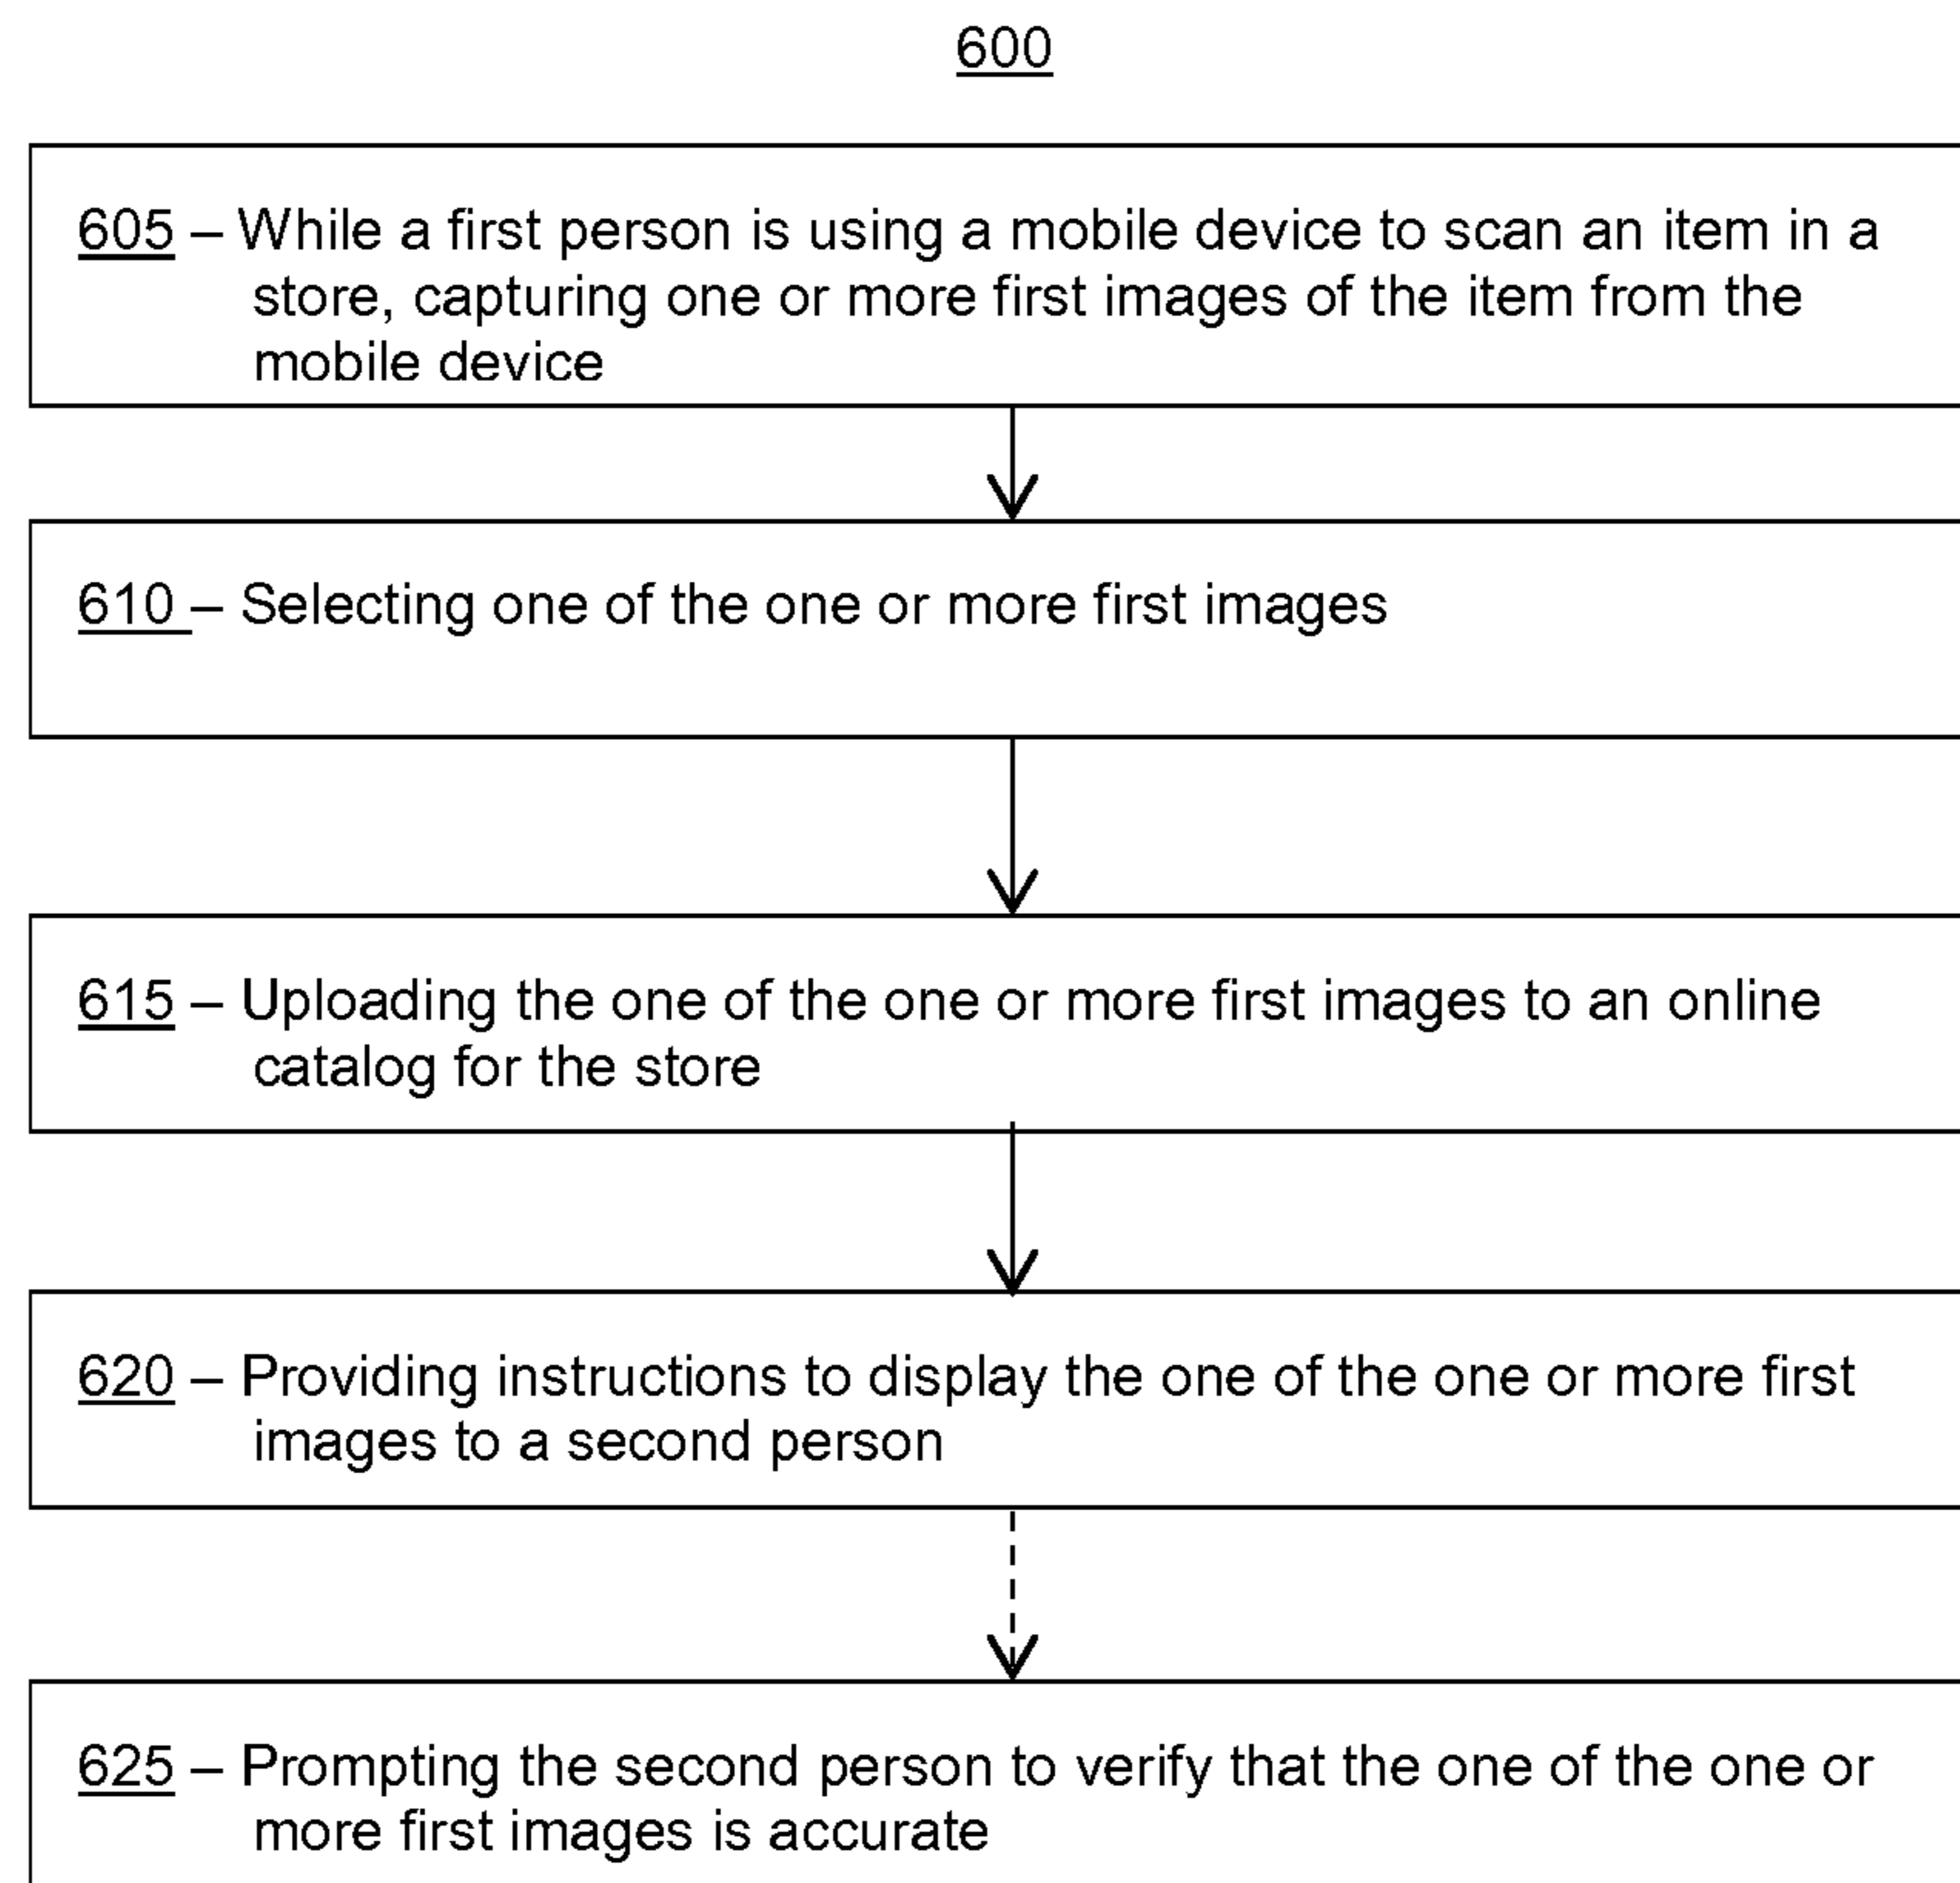 600
605 – While a first person is using a mobile device to scan an item in a
store, capturing one or more first images of the item from the
mobile device
610 – Selecting one of the one or more first images
615 – Uploading the one of the one or more first images to an online
catalog for the store
620 – Providing instructions to display the one of the one or more first
images to a second person
625 – Prompting the second person to verify that the one of the one or
more first images is accurate